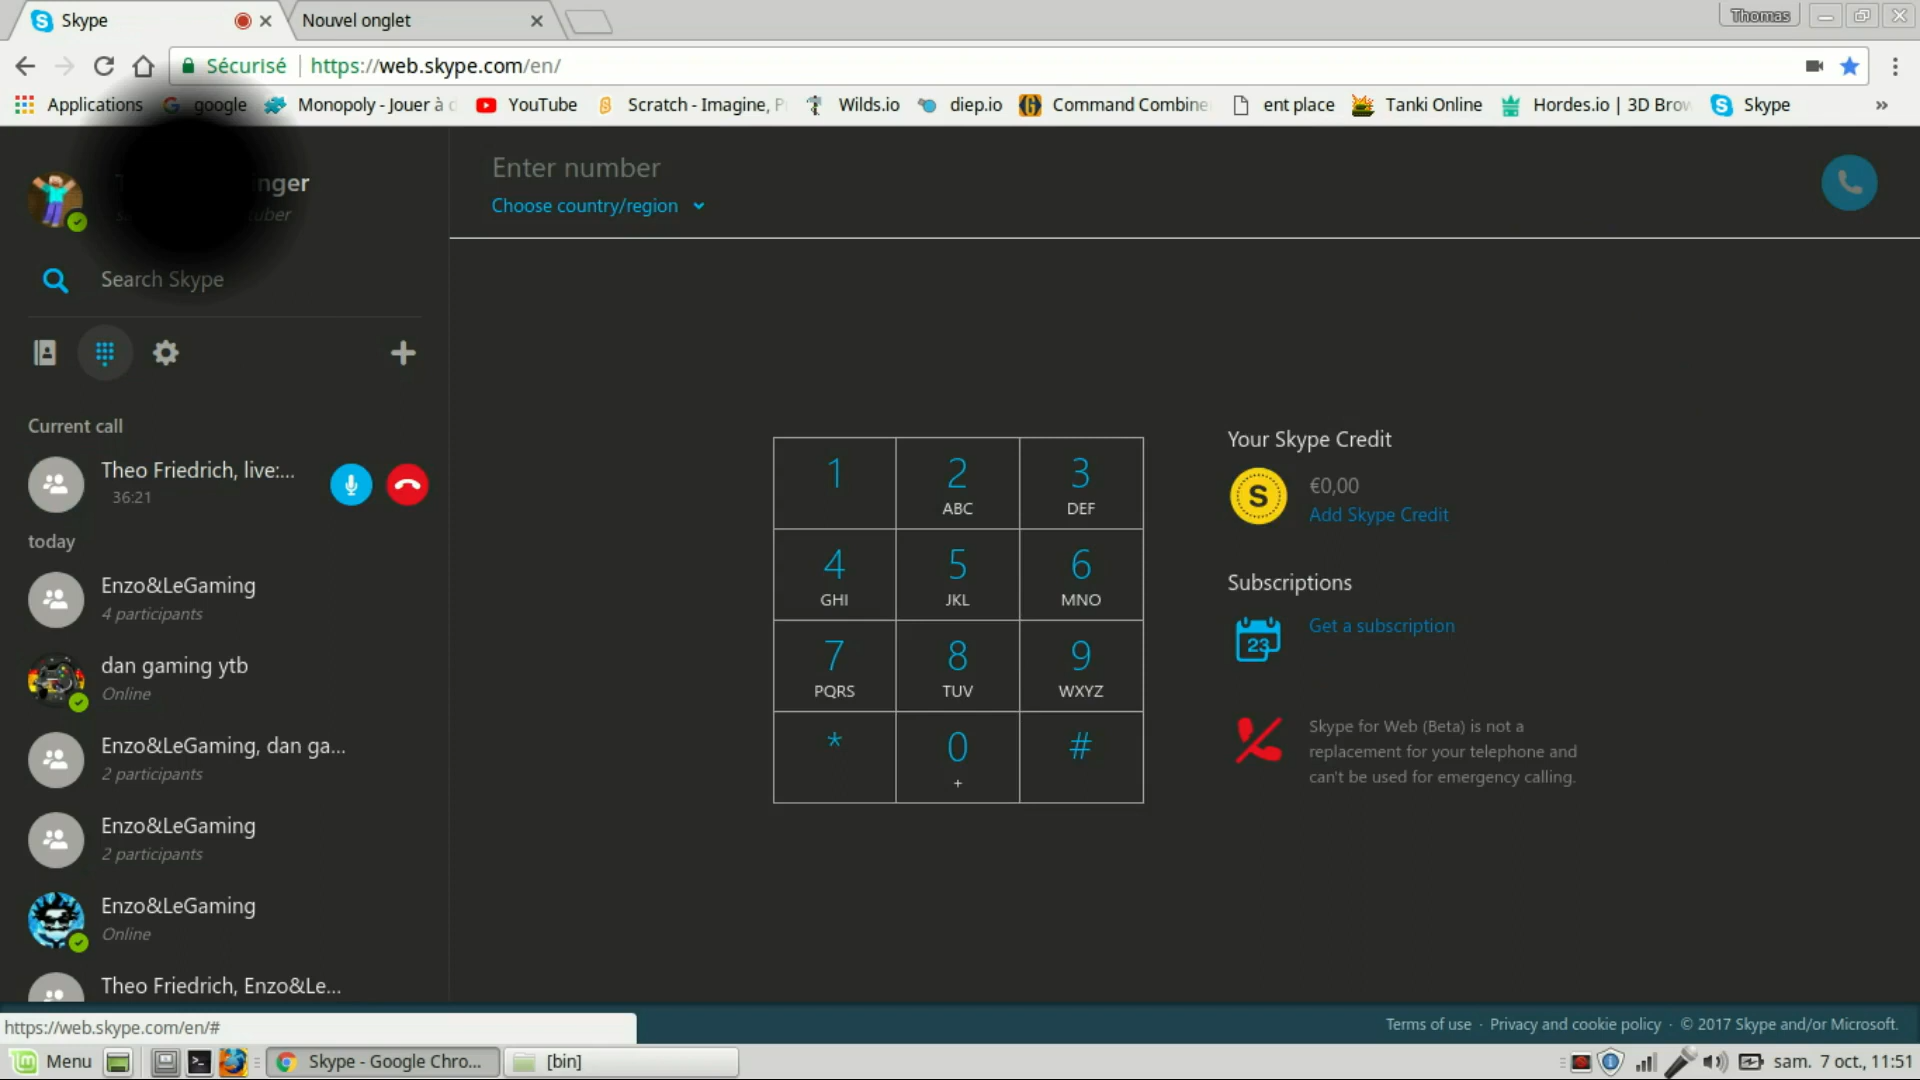 Skype
Nouvel onglet
Thomas
Sécurisé
https://web.skype.com/en/
Applications
google
Monopoly - Jouer à
YouTube
Scratch - Imagine, P
Wilds.io
diep.io
Command Combine
ent place
Tanki Online
Hordes.io | 3D Brow
Skype
»
nger
tuber
Search Skype
Enter number
Choose country/region
Current call
Theo Friedrich, live:...
36:21
today
Enzo&LeGaming
4 participants
dan gaming ytb
Online
Enzo&LeGaming, dan ga...
2 participants
Enzo&LeGaming
2 participants
Enzo&LeGaming
Online
Theo Friedrich, Enzo&Le...
1
2
ABC
3
DEF
4
GHI
5
JKL
6
MNO
7
PQRS
8
TUV
9
WXYZ
*
0
+
#
Your Skype Credit
S
€0,00
Add Skype Credit
Subscriptions
23
Get a subscription
Skype for Web (Beta) is not a
replacement for your telephone and
can't be used for emergency calling.
https://web.skype.com/en/#
Terms of use · Privacy and cookie policy · © 2017 Skype and/or Microsoft.
Menu
Skype - Google Chro...
[bin]
sam. 7 oct., 11:51